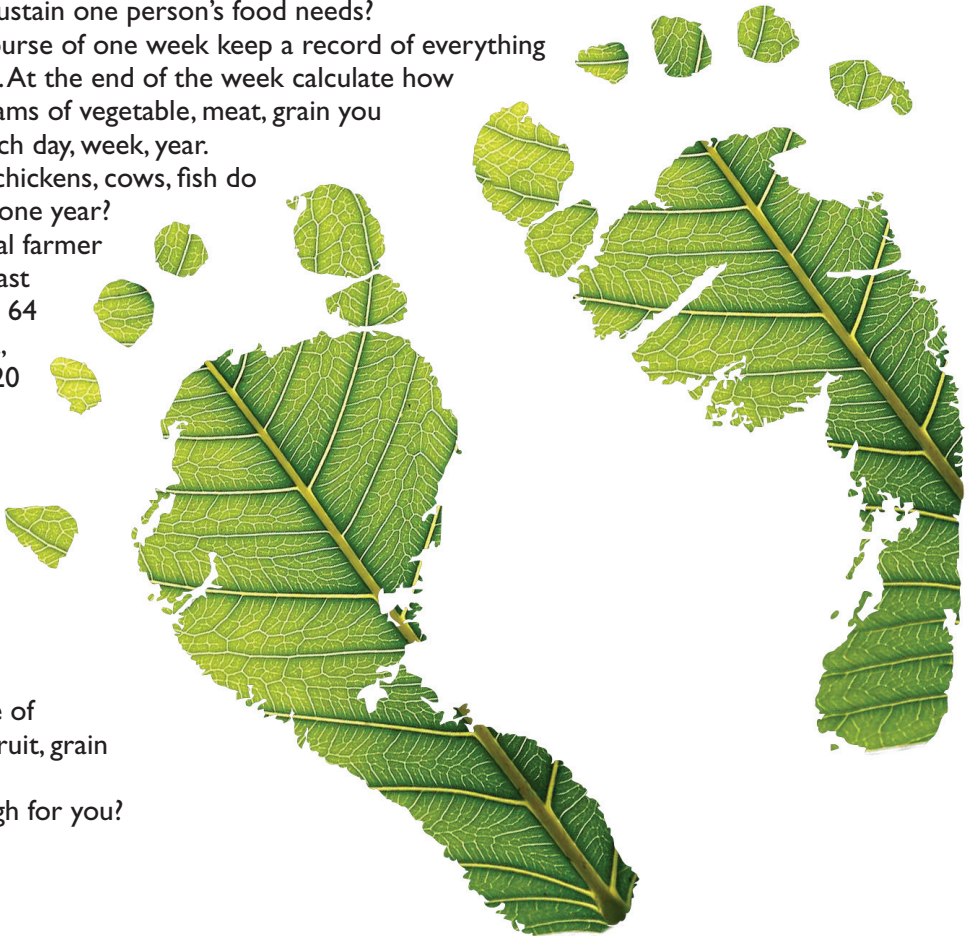 ustain one person's food needs?
ourse of one week keep a record of everything
. At the end of the week calculate how
ams of vegetable, meat, grain you
ch day, week, year.
chickens, cows, fish do
one year?
al farmer
ast
64
,
20
e of
ruit, grain
gh for you?